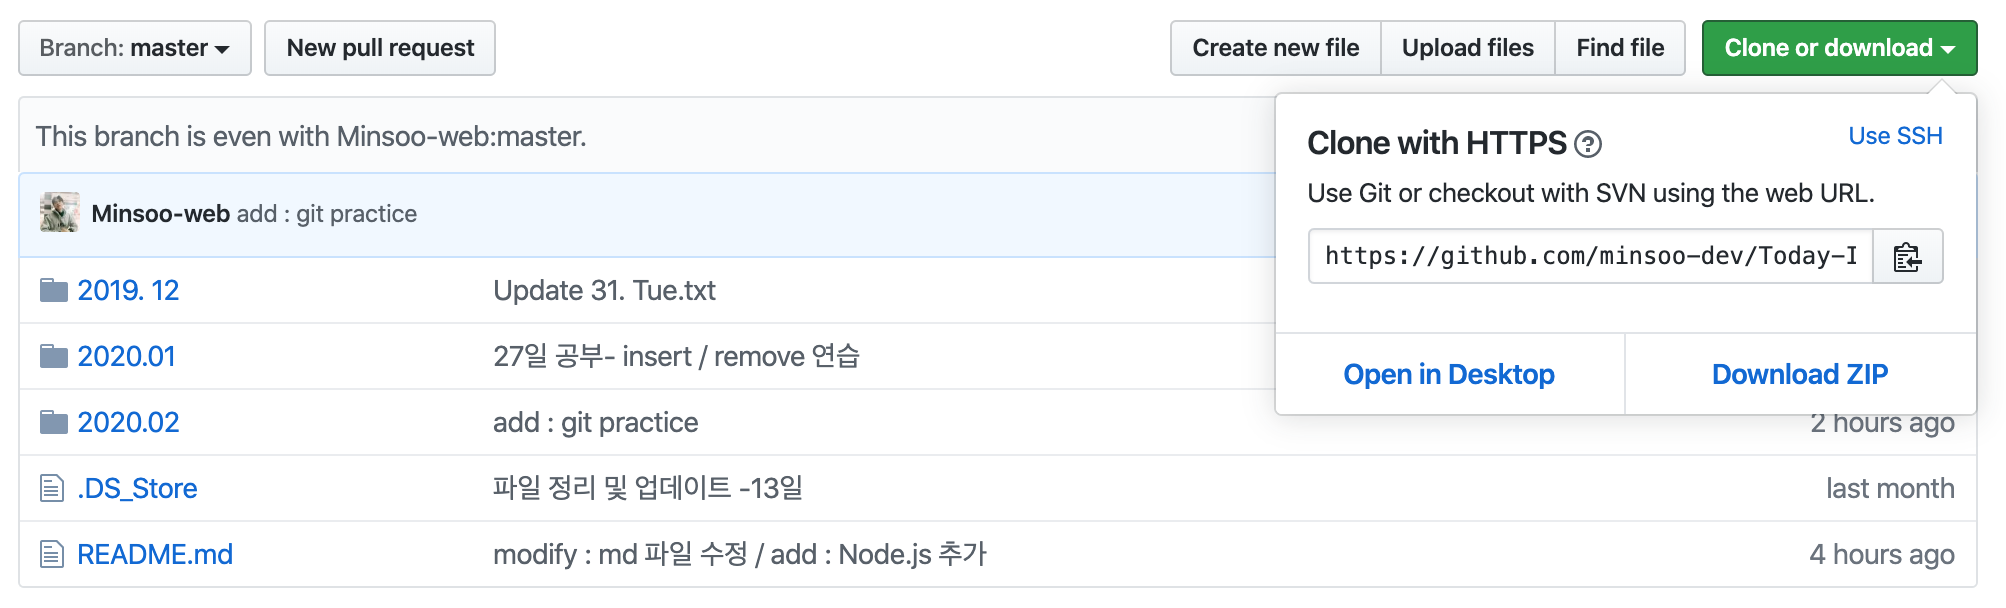 Branch: master
New pull request
Create new file
Upload files
Find file
Clone or download
This branch is even with Minsoo-web:master.
Clone with HTTPS ?
Use SSH
Use Git or checkout with SVN using the web URL.
https://github.com/minsoo-dev/Today-I
Open in Desktop
Download ZIP
Minsoo-web add : git practice
2019. 12
Update 31. Tue.txt
2020.01
27일 공부- insert / remove 연습
2020.02
add : git practice
2 hours ago
.DS_Store
파일 정리 및 업데이트 -13일
last month
README.md
modify : md 파일 수정 / add : Node.js 추가
4 hours ago